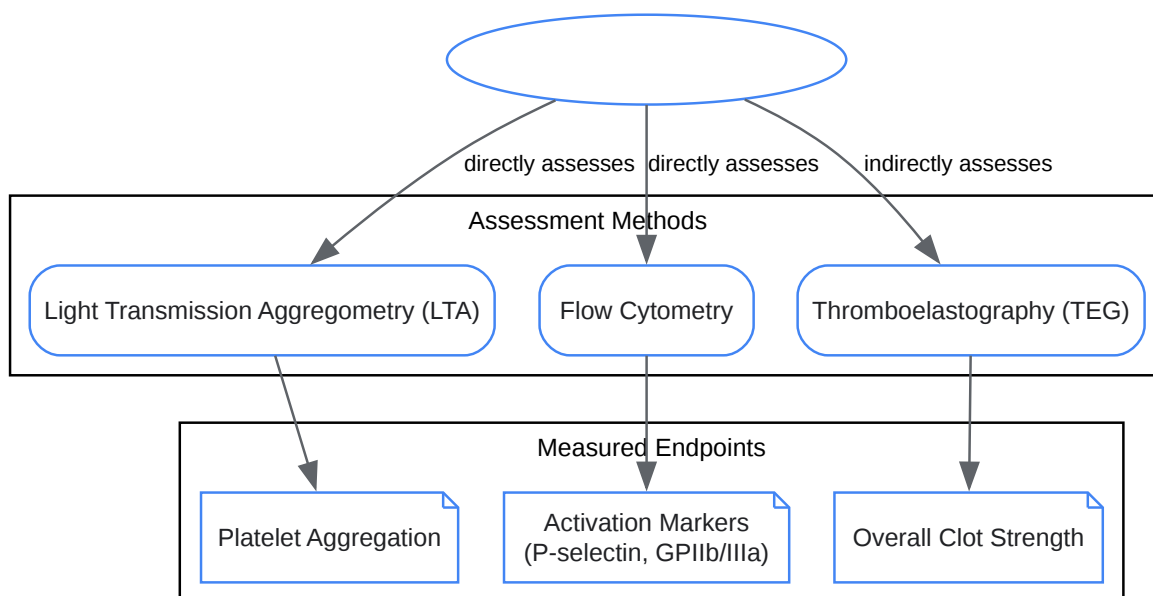 directly assesses
directly assesses
indirectly assesses
Assessment Methods
Light Transmission Aggregometry (LTA)
Flow Cytometry
Thromboelastography (TEG)
Measured Endpoints
Platelet Aggregation
Activation Markers
(P-selectin, GPIIb/IIIa)
Overall Clot Strength